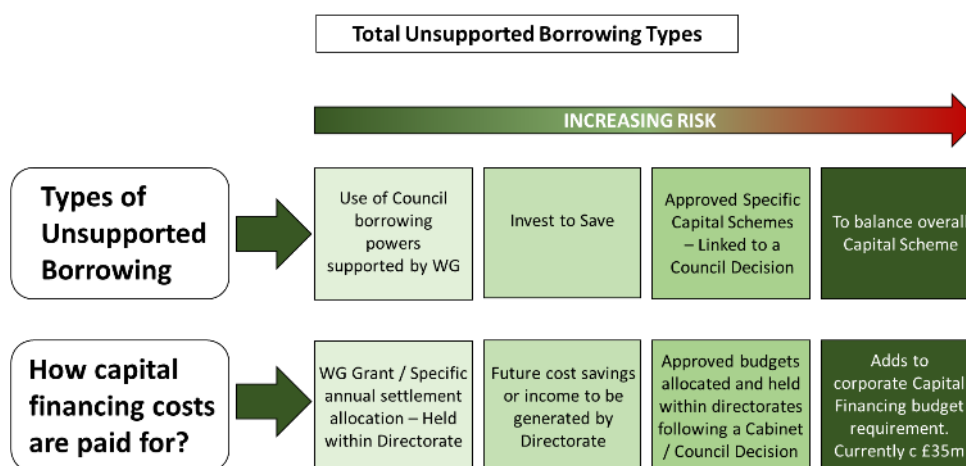 Total Unsupported Borrowing Types
INCREASING RISK
Types of
Unsupported
Borrowing
Use of Council
borrowing
powers
supported by WG
Invest to Save
Approved Specific
Capital Schemes
– Linked to a
Council Decision
To balance overall
Capital Scheme
How capital
financing costs
are paid for?
WG Grant / Specific
annual settlement
allocation – Held
within Directorate
Future cost savings
or income to be
generated by
Directorate
Approved budgets
allocated and held
within directorates
following a Cabinet
/ Council Decision
Adds to
corporate Capital
Financing budget
requirement.
Currently c £35m